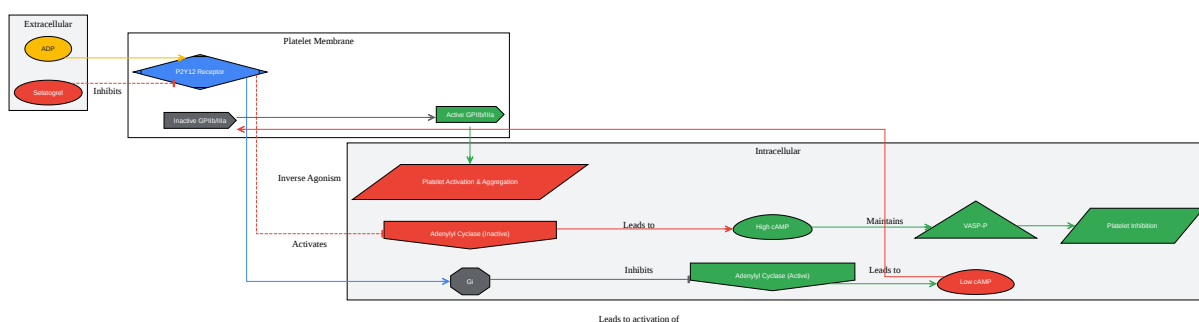 Extracellular
ADP
Selatogrel
Inhibits
Platelet Membrane
P2Y12 Receptor
Inactive GPIIb/IIIa
Active GPIIb/IIIa
Intracellular
Platelet Activation & Aggregation
Inverse Agonism
Activates
Adenylyl Cyclase (Inactive)
Leads to
High cAMP
Maintains
VASP-P
Platelet Inhibition
Gi
Inhibits
Adenylyl Cyclase (Active)
Leads to
Low cAMP
Leads to activation of